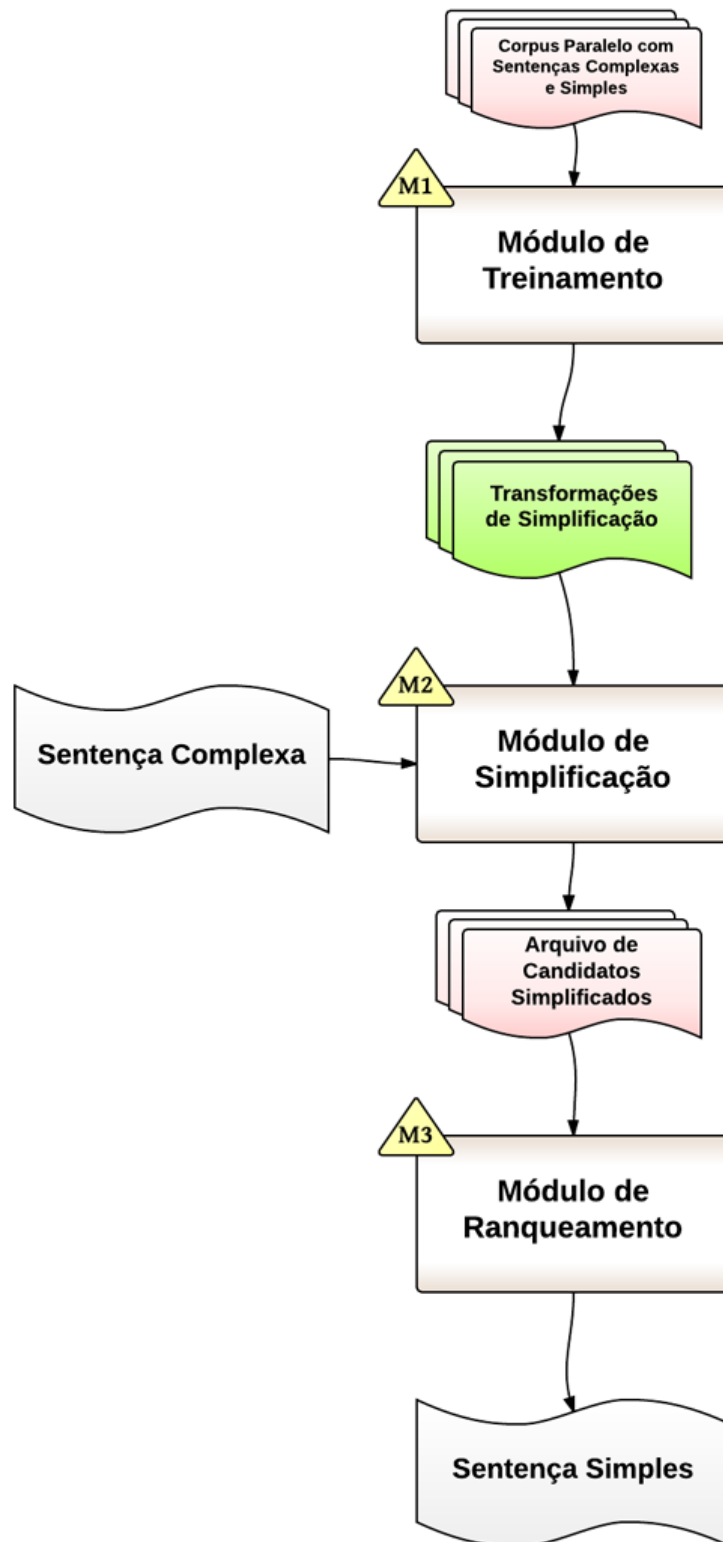 Corpus Paralelo com
Sentenças Complexas
e Simples
M1
Módulo de
Treinamento
Transformações
de Simplificação
M2
Sentença Complexa
Módulo de
Simplificação
Arquivo de
Candidatos
Simplificados
M3
Módulo de
Ranqueamento
Sentença Simples